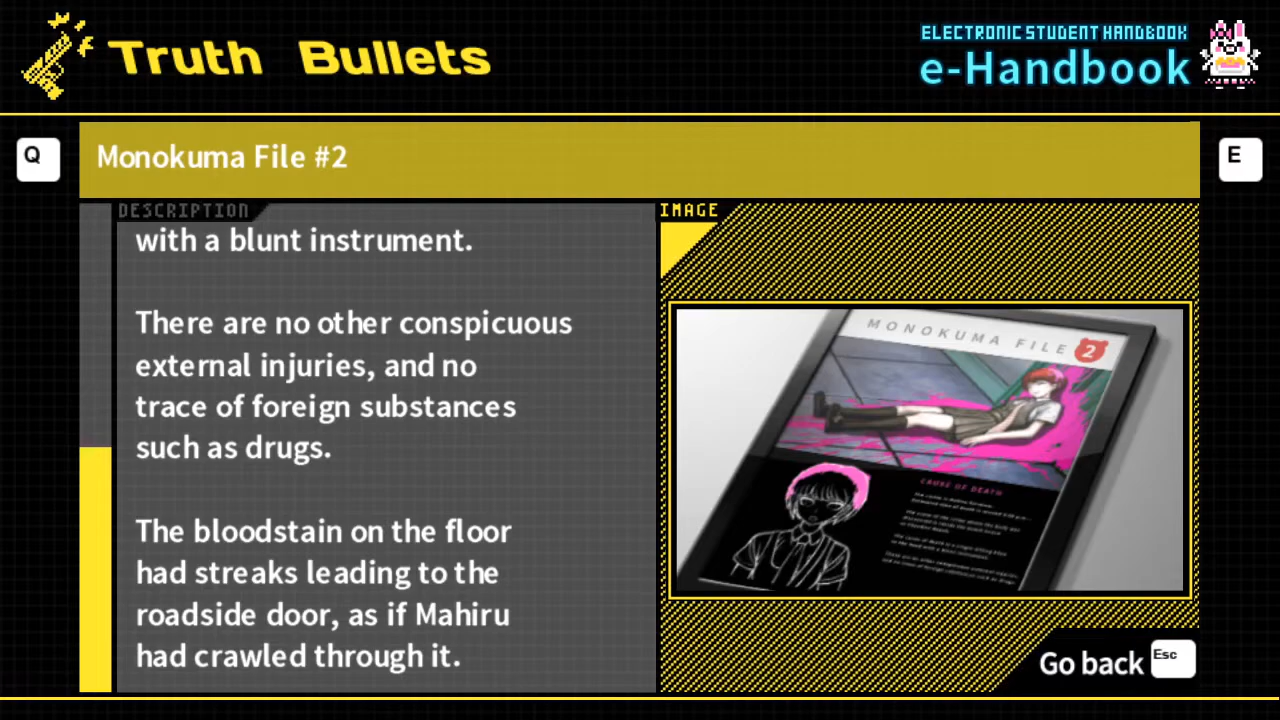 Truth Bullets
ELECTRONIC STUDENT HANDBOOK
e-Handbook
Q
Monokuma File #2
E
DESCRIPTION
with a blunt instrument.
There are no other conspicuous
external injuries, and no
trace of foreign substances
such as drugs.
The bloodstain on the floor
had streaks leading to the
roadside door, as if Mahiru
had crawled through it.
IMAGE
MONOKUMA FILE 2
CAUSE OF DEATH
Go back Esc